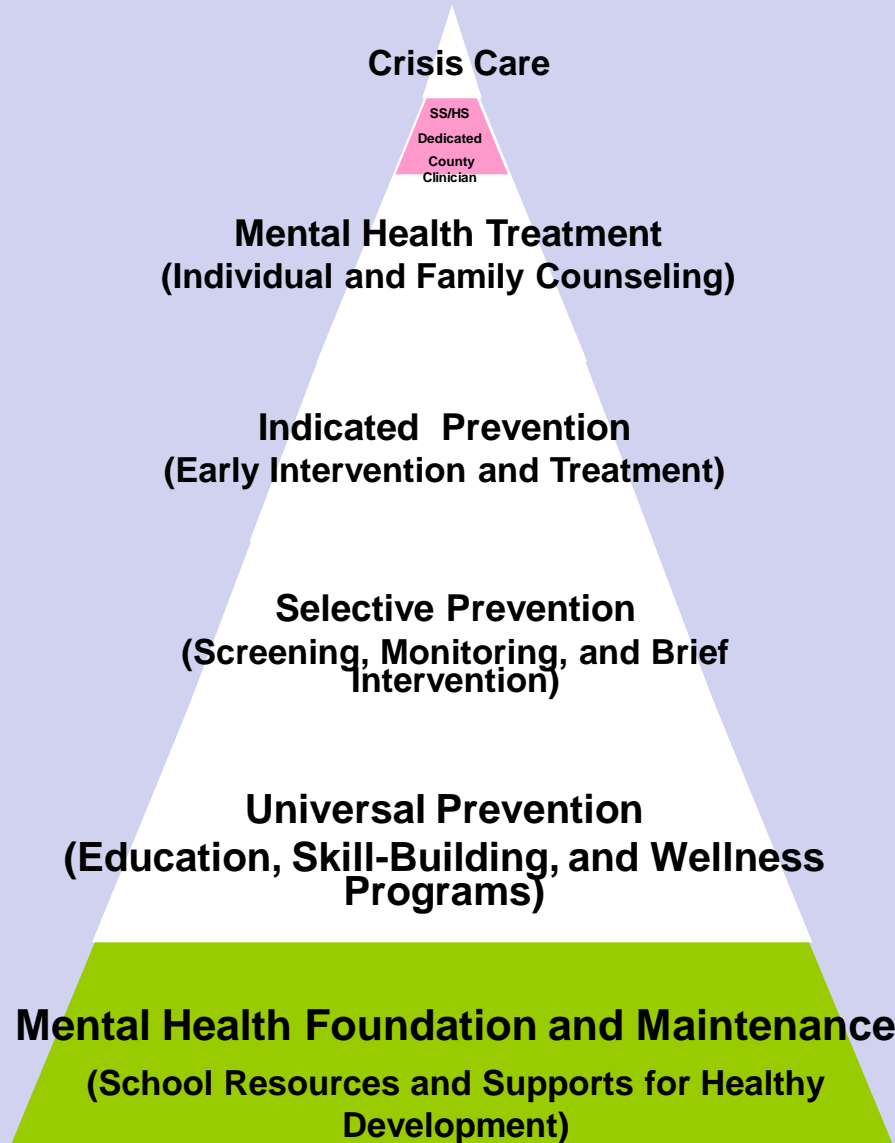 Crisis Care
SS/HS
Dedicated
County
Clinician
Mental Health Treatment
(Individual and Family Counseling)
Indicated Prevention
(Early Intervention and Treatment)
Selective Prevention
(Screening, Monitoring, and Brief
Intervention)
Universal Prevention
(Education, Skill-Building, and Wellness
Programs)
Mental Health Foundation and Maintenance
(School Resources and Supports for Healthy
Development)